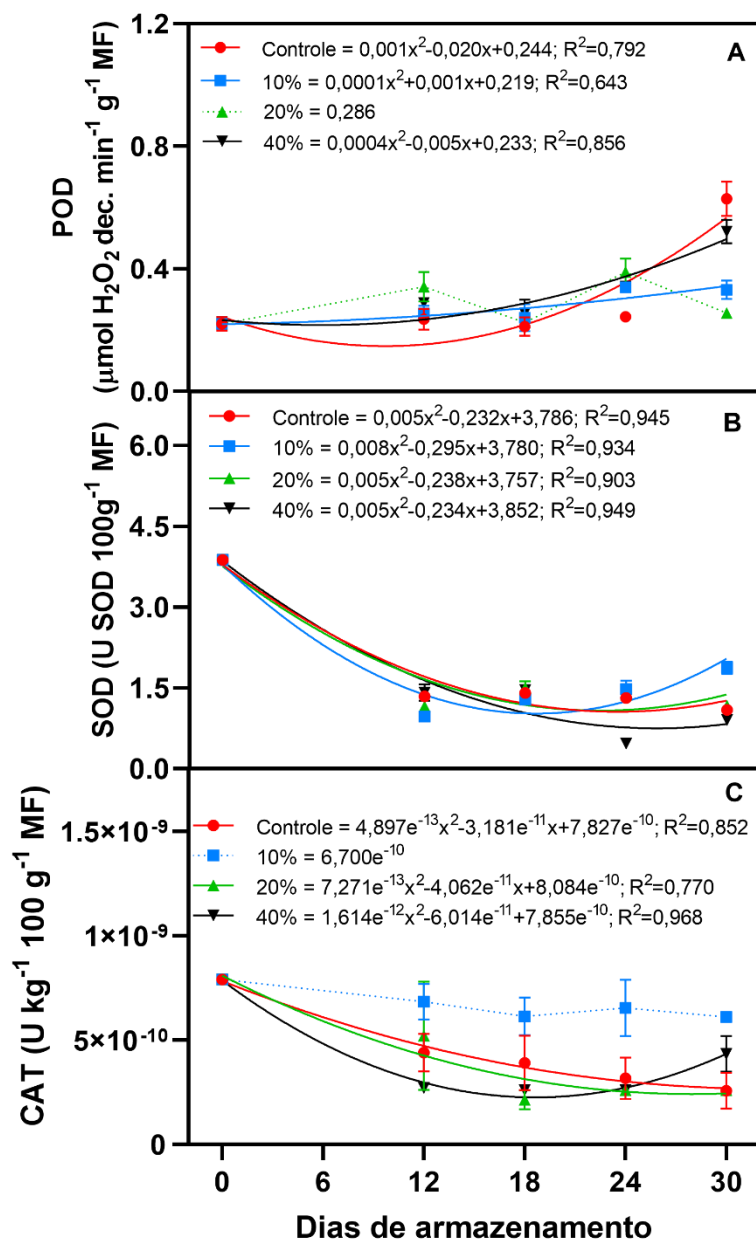 A
Controle = 0,001x²-0,020x+0,244; R²=0,792
10% = 0,0001x²+0,001x+0,219; R²=0,643
20% = 0,286
40% = 0,0004x²-0,005x+0,233; R²=0,856
POD
(μmol H₂O₂ dec. min⁻¹ g⁻¹ MF)
1.2
0.8
0.4
0.0
B
Controle = 0,005x²-0,232x+3,786; R²=0,945
10% = 0,008x²-0,295x+3,780; R²=0,934
20% = 0,005x²-0,238x+3,757; R²=0,903
40% = 0,005x²-0,234x+3,852; R²=0,949
SOD (U SOD 100g⁻¹ MF)
6.0
4.5
3.0
1.5
0.0
C
Controle = 4,897e⁻¹³x²-3,181e⁻¹¹x+7,827e⁻¹⁰; R²=0,852
10% = 6,700e⁻¹⁰
20% = 7,271e⁻¹³x²-4,062e⁻¹¹x+8,084e⁻¹⁰; R²=0,770
40% = 1,614e⁻¹²x²-6,014e⁻¹¹+7,855e⁻¹⁰; R²=0,968
CAT (U kg⁻¹ 100 g⁻¹ MF)
1.5×10⁻⁹
1×10⁻⁹
5×10⁻¹⁰
0
0 6 12 18 24 30
Dias de armazenamento